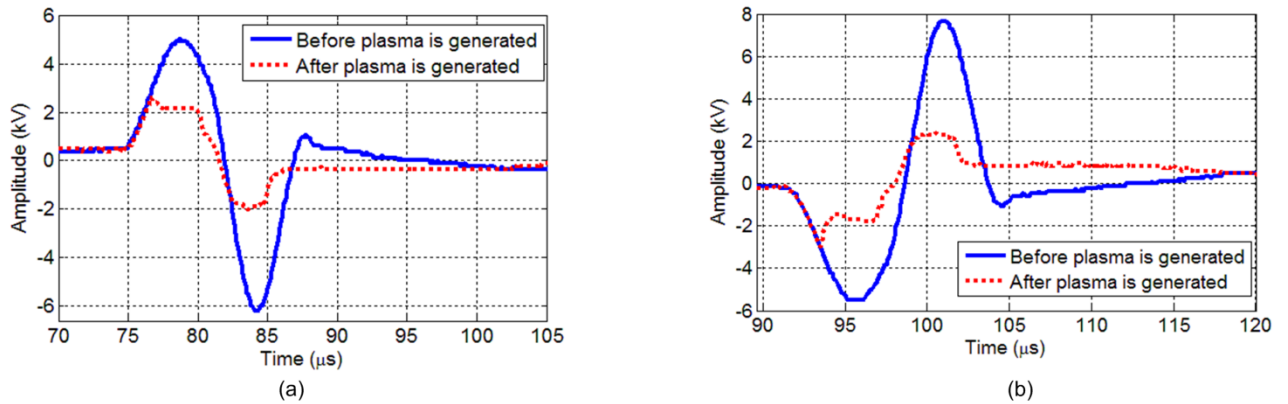 6
4
2
0
-2
-4
-6
70 75 80 85 90 95 100 105
Amplitude (kV)
Time (μs)
Before plasma is generated
After plasma is generated
(a)
8
6
4
2
0
-2
-4
-6
90 95 100 105 110 115 120
Amplitude (kV)
Time (μs)
Before plasma is generated
After plasma is generated
(b)